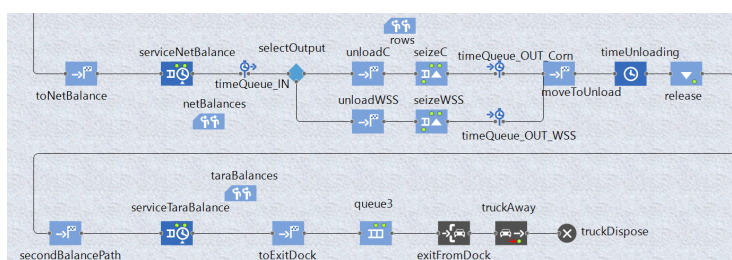 rows
serviceNetBalance
selectOutput
unloadC
seizeC
timeQueue_OUT_Corn
timeUnloading
toNetBalance
timeQueue_IN
moveToUnload
release
netBalances
unloadWSS
seizeWSS
timeQueue_OUT_WSS
taraBalances
serviceTaraBalance
queue3
truckAway
truckDispose
secondBalancePath
toExitDock
exitFromDock